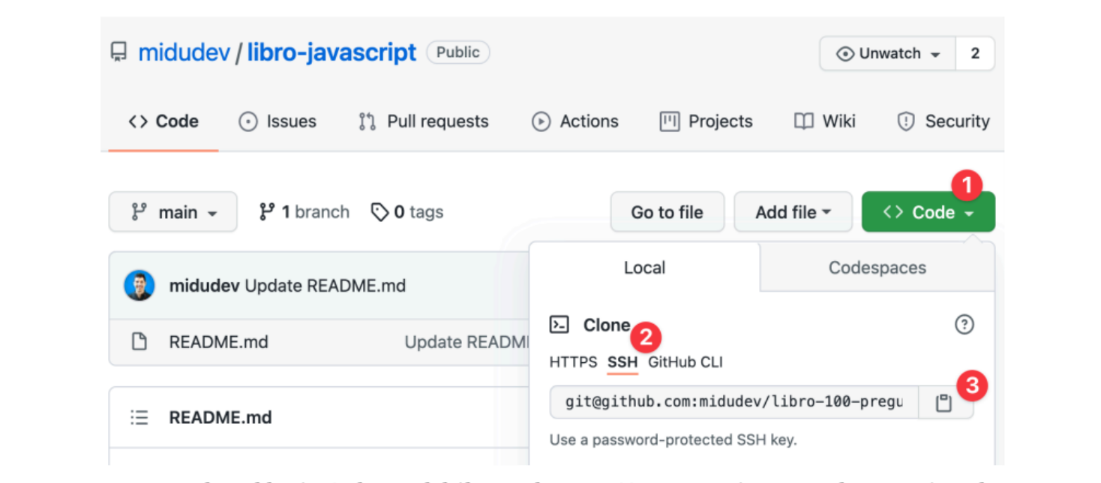 midudev / libro-javascript Public Unwatch 2
Code Issues Pull requests Actions Projects Wiki Security
1
main 1 branch 0 tags Go to file Add file Code
Local Codespaces
midudev Update README.md
Clone
2
README.md Update READM
HTTPS SSH GitHub CLI
3
git@github.com:midudev/libro-100-pregu
README.md
Use a password-protected SSH key.